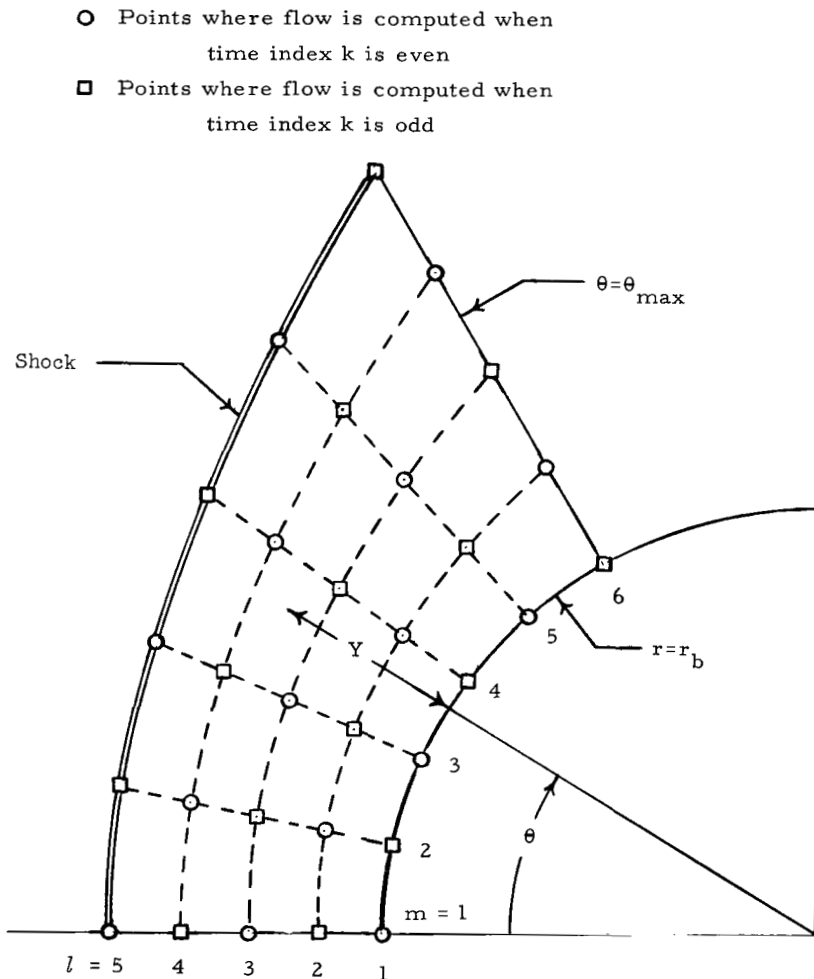 Points where flow is computed when
time index k is even
Points where flow is computed when
time index k is odd
θ=θmax
Shock
6
5
Y
r=r_b
4
3
θ
2
m = 1
l = 5 4 3 2 1